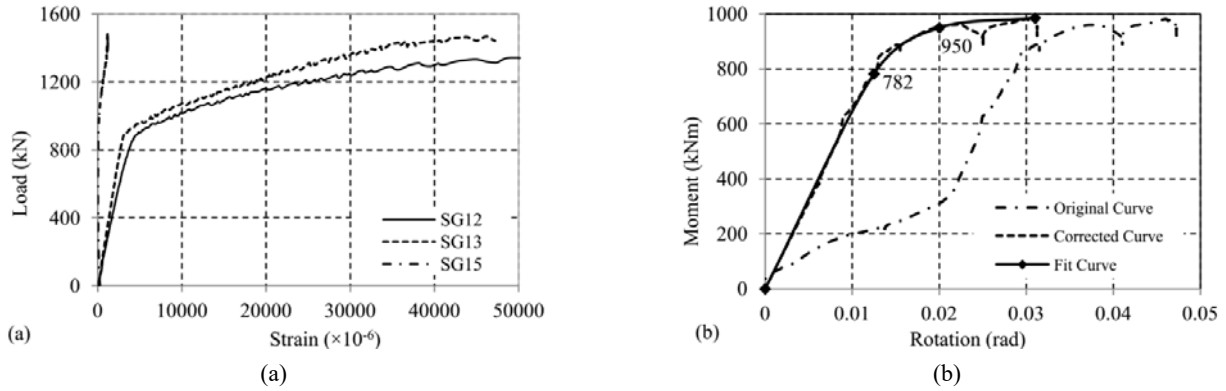 1600
1200
800
400
0
Load (kN)
SG12
SG13
SG15
0 10000 20000 30000 40000 50000
Strain (×10⁻⁶)
(a)
(a)
1000
800
600
400
200
0
Moment (kNm)
950
782
Original Curve
Corrected Curve
Fit Curve
0 0.01 0.02 0.03 0.04 0.05
Rotation (rad)
(b)
(b)